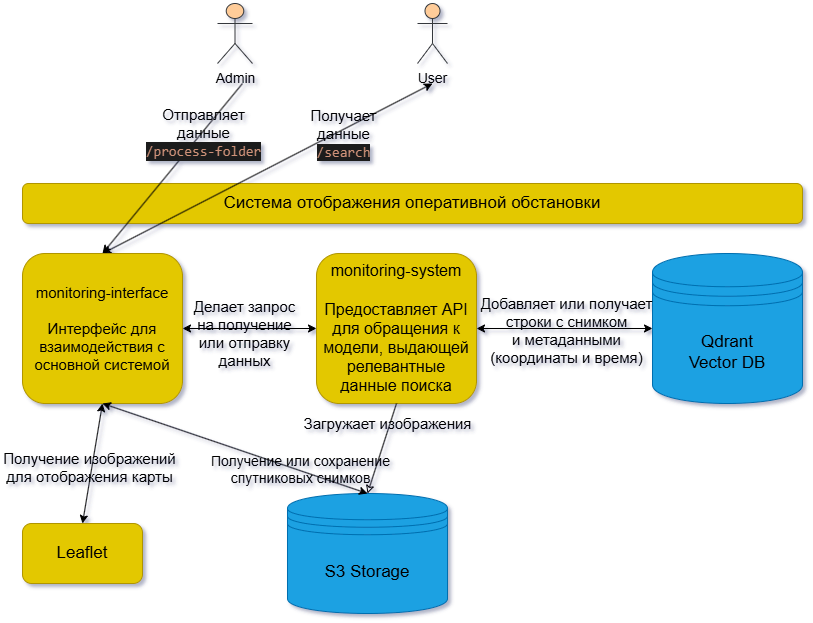 Admin
User
Отправляет
данные
/process-folder
Получает
данные
/search
Система отображения оперативной обстановки
monitoring-interface
Интерфейс для
взаимодействия с
основной системой
Делает запрос
на получение
или отправку
данных
monitoring-system
Предоставляет API
для обращения к
модели, выдающей
релевантные
данные поиска
Добавляет или получает
строки с снимком
и метаданными
(координаты и время)
Qdrant
Vector DB
Загружает изображения
Получение изображений
для отображения карты
Получение или сохранение
спутниковых снимков
Leaflet
S3 Storage